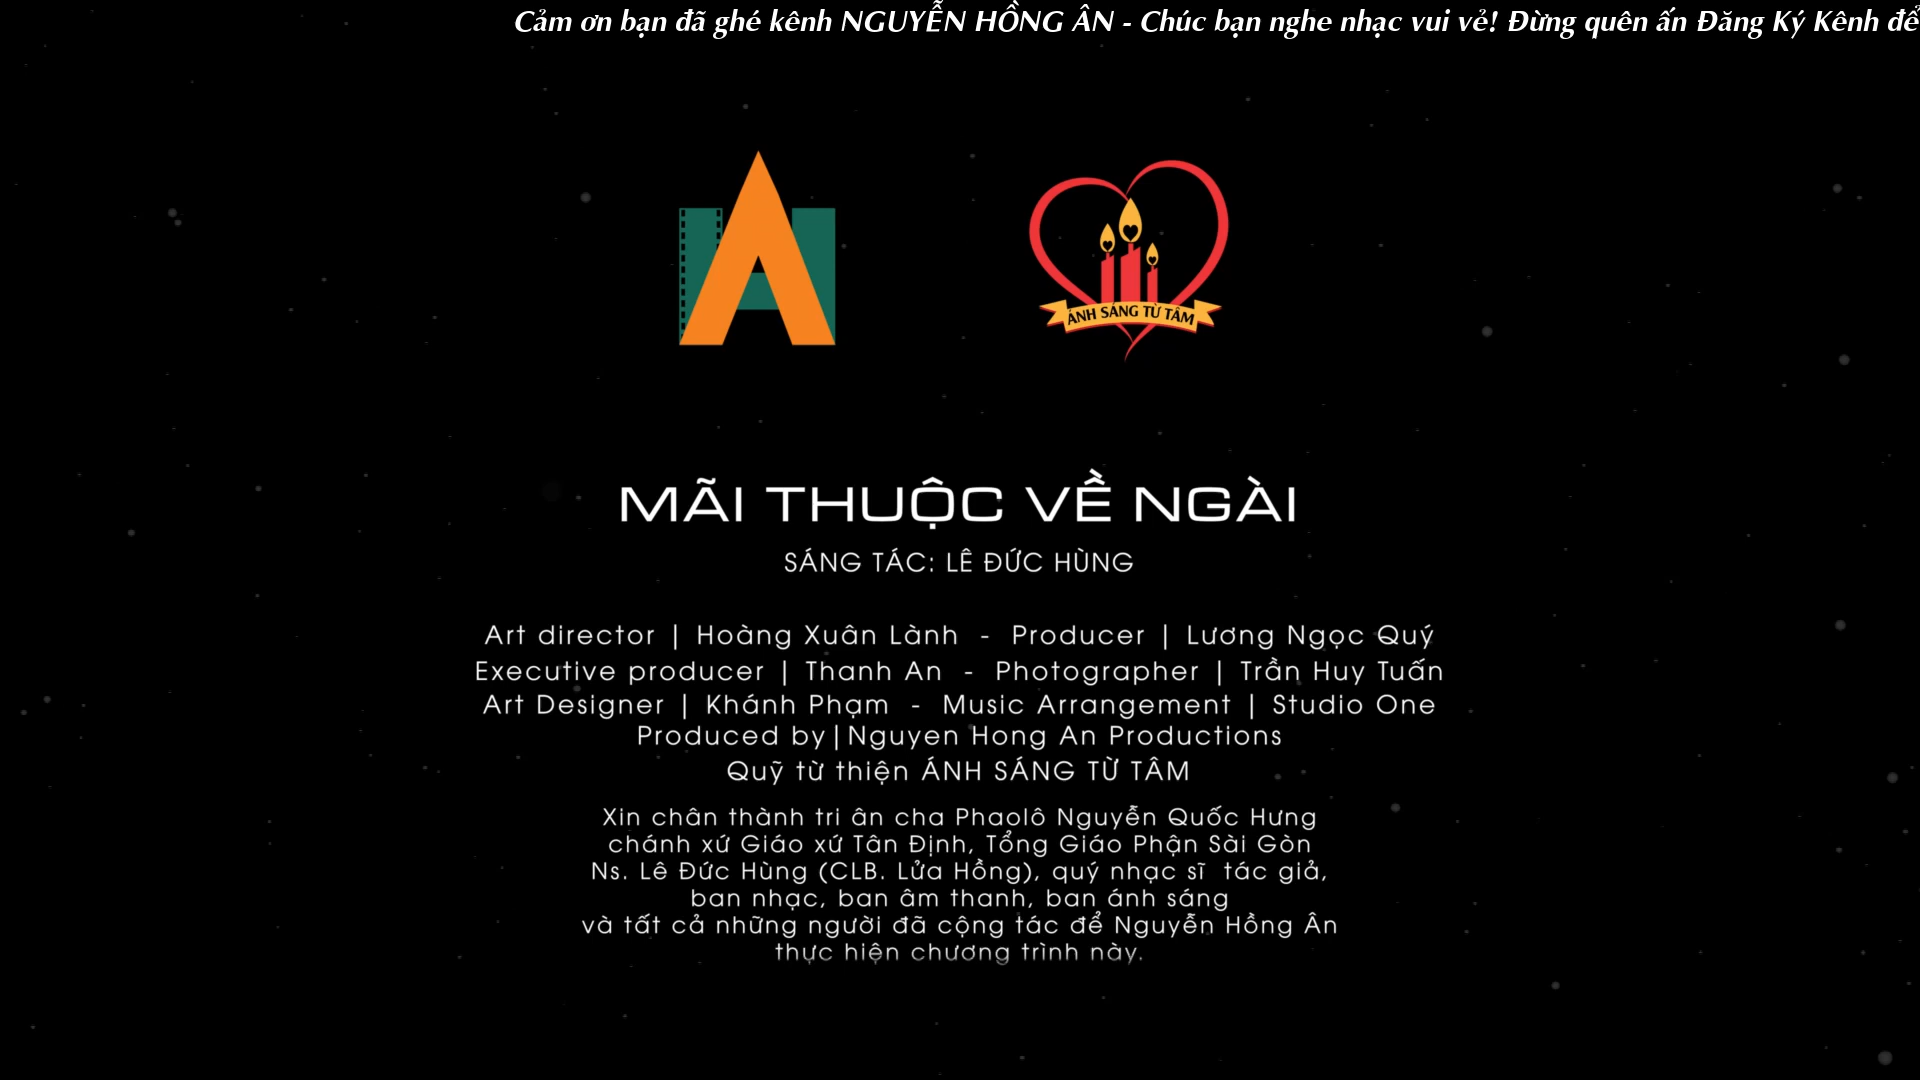 Cảm ơn bạn đã ghé kênh NGUYỄN HỒNG ÂN - Chúc bạn nghe nhạc vui vẻ! Đừng quên ấn Đăng Ký Kênh để
ÁNH SÁNG TỪ TÂM
MÃI THUỘC VỀ NGÀI
SÁNG TÁC: LÊ ĐỨC HÙNG
Art director | Hoàng Xuân Lành - Producer | Lương Ngọc Quý
Executive producer | Thanh An - Photographer | Trần Huy Tuấn
Art Designer | Khánh Phạm - Music Arrangement | Studio One
Produced by|Nguyen Hong An Productions
Quỹ từ thiện ÁNH SÁNG TỪ TÂM
Xin chân thành tri ân cha Phaolô Nguyễn Quốc Hưng
chánh xứ Giáo xứ Tân Định, Tổng Giáo Phận Sài Gòn
Ns. Lê Đức Hùng (CLB. Lửa Hồng), quý nhạc sĩ tác giả,
ban nhạc, ban âm thanh, ban ánh sáng
và tất cả những người đã cộng tác để Nguyễn Hồng Ân
thực hiện chương trình này.